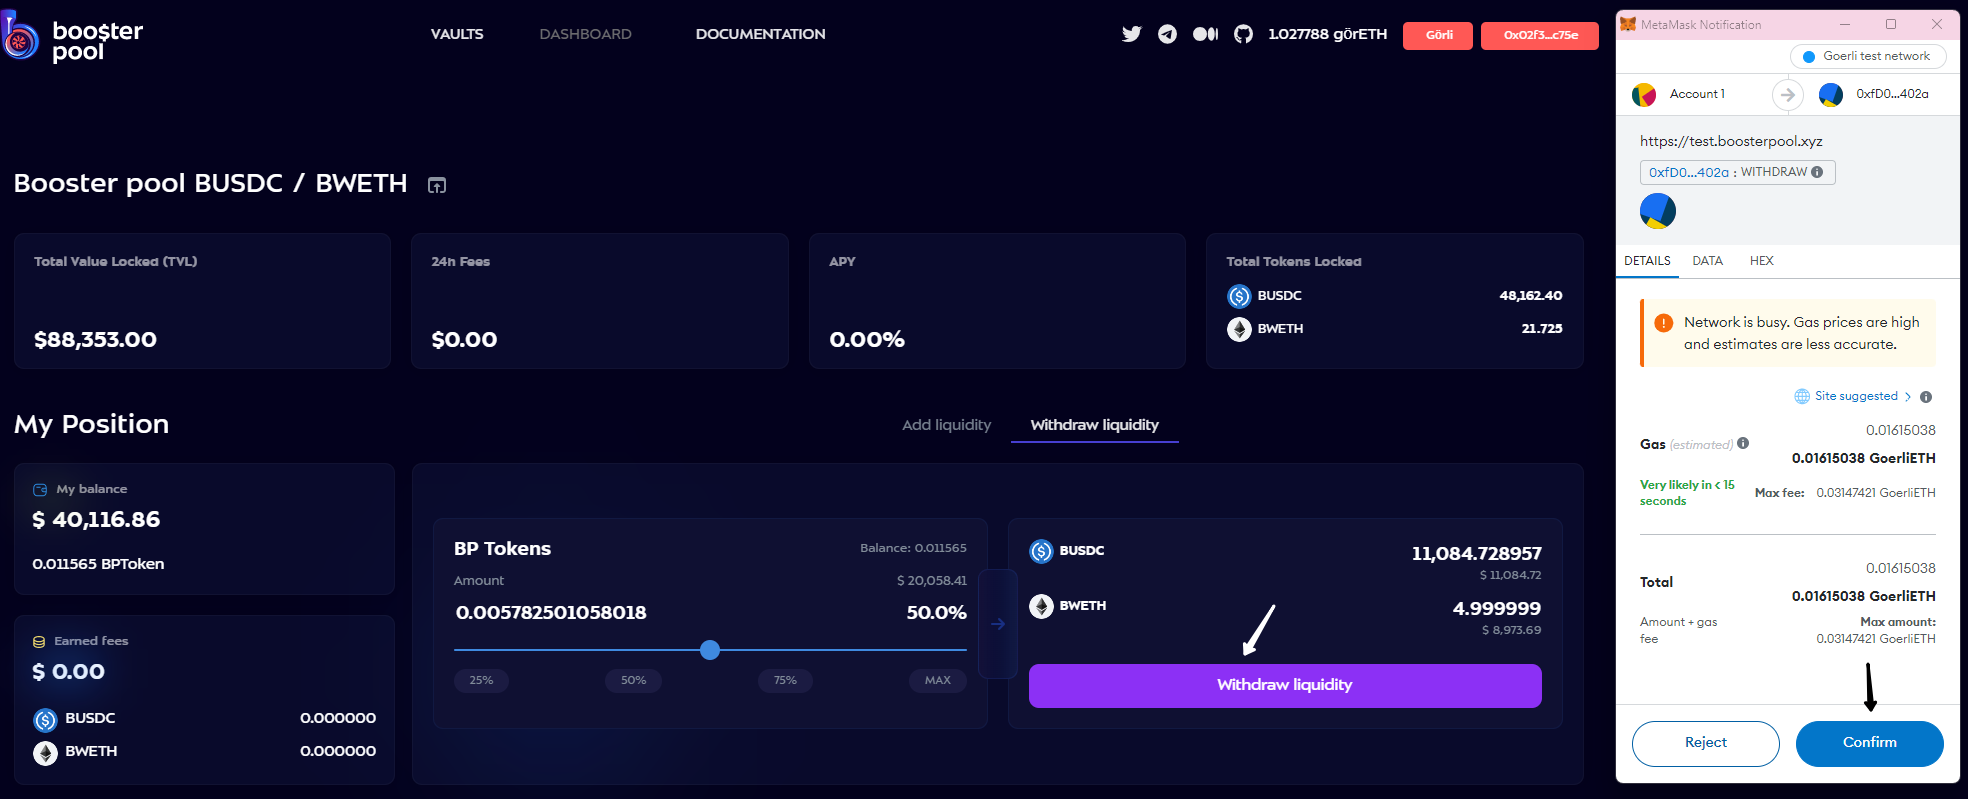 booster
pool
VAULTS
DASHBOARD
DOCUMENTATION
1.027788 görETH
Görli
0x02f3...c75e
Booster pool BUSDC / BWETH
Total Value Locked (TVL)
$88,353.00
24h Fees
$0.00
APY
0.00%
Total Tokens Locked
BUSDC 48,162.40
BWETH 21.725
My Position
Add liquidity
Withdraw liquidity
My balance
$ 40,116.86
0.011565 BPToken
Earned fees
$ 0.00
BUSDC 0.000000
BWETH 0.000000
BP Tokens
Balance: 0.011565
Amount
$ 20,058.41
0.005782501058018
50.0%
25%
50%
75%
MAX
BUSDC
11,084.728957
$ 11,084.72
BWETH
4.999999
$ 8,973.69
Withdraw liquidity
MetaMask Notification
Goerli test network
Account 1
0xfD0...402a
https://test.boosterpool.xyz
0xfD0...402a : WITHDRAW
DETAILS
DATA
HEX
Network is busy. Gas prices are high
and estimates are less accurate.
Site suggested >
0.01615038
Gas (estimated)
0.01615038 GoerliETH
Very likely in < 15
seconds
Max fee: 0.03147421 GoerliETH
0.01615038
Total
0.01615038 GoerliETH
Amount + gas
fee
Max amount:
0.03147421 GoerliETH
Reject
Confirm